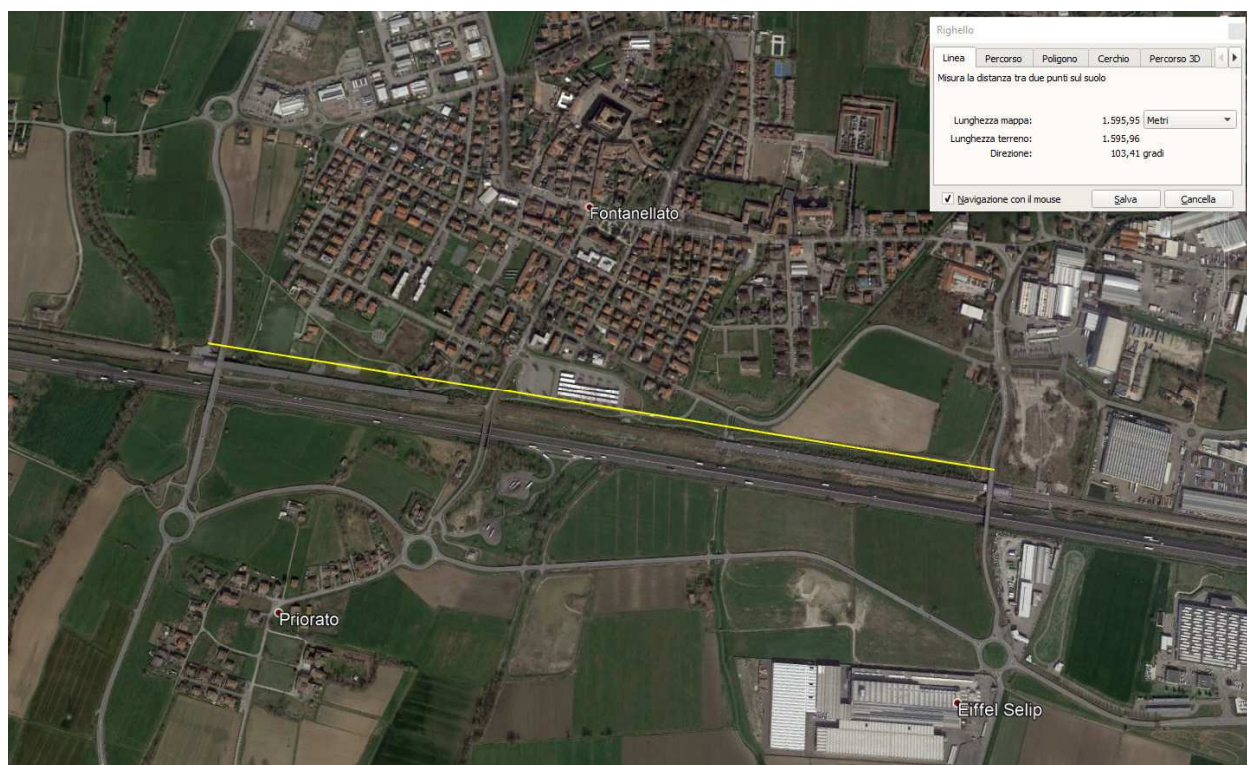 Righello
Linea Percorso Poligono Cerchio Percorso 3D
Misura la distanza tra due punti sul suolo
Lunghezza mappa: 1.595,95 Metri
Lunghezza terreno: 1.595,96
Direzione: 103,41 gradi
Navigazione con il mouse Salva Cancella
Fontanellato
Priorato
Eiffel Selip